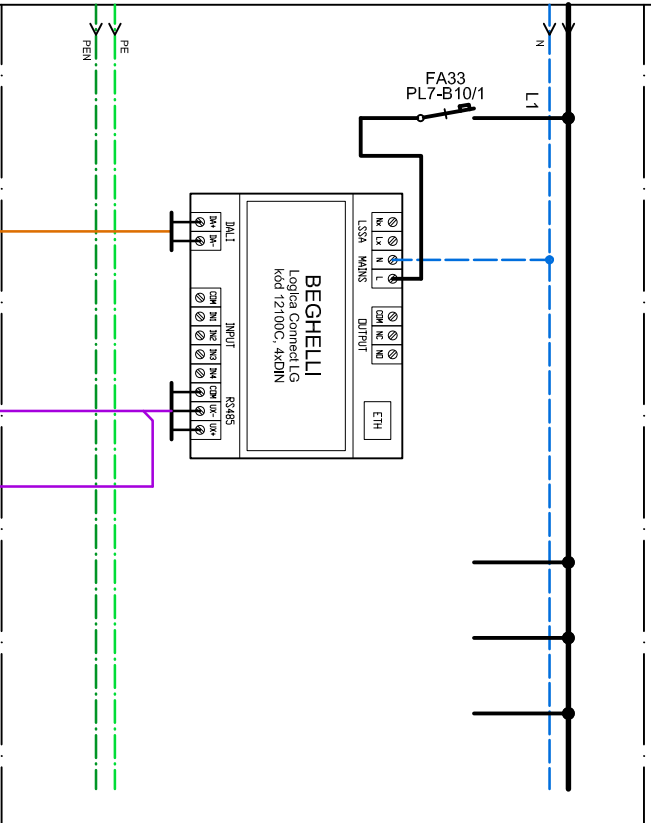 PEN
PE
N
L1
FA33
PL7-B10/1
Nx
Lx
N
L
LSSA
MAINS
COM
NC
NO
OUTPUT
ETH
BEGHELLI
Logica Connect LG
kód 12100C, 4xDIN
DALI
DA+
DA-
INPUT
COM
IN1
IN2
IN3
IN4
RS485
COM
UX-
UX+